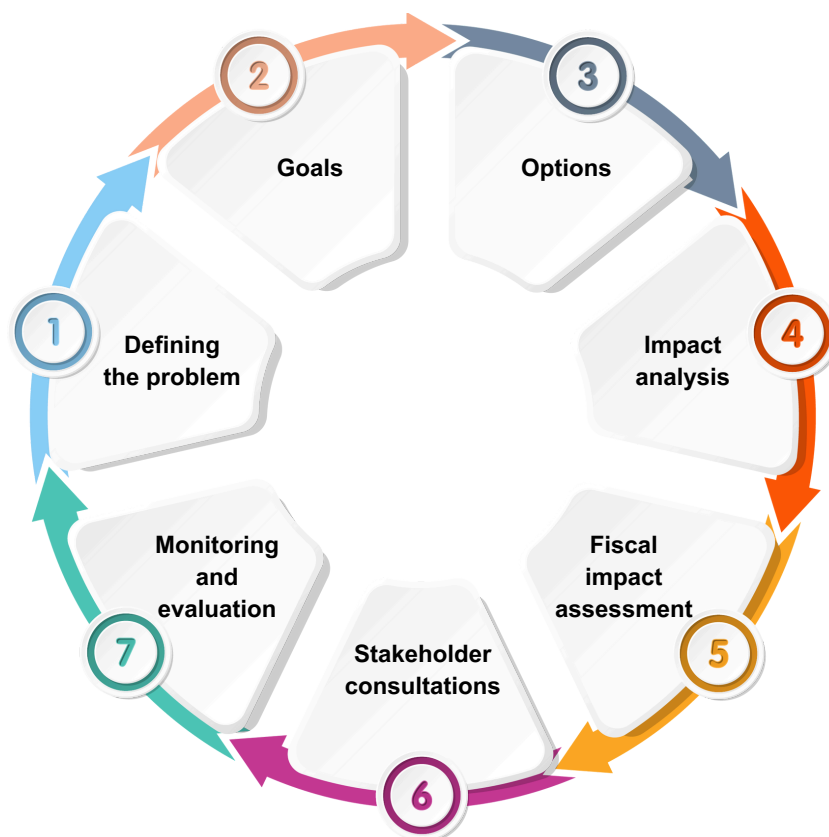 1
Defining
the problem
2
Goals
3
Options
4
Impact
analysis
5
Fiscal
impact
assessment
6
Stakeholder
consultations
7
Monitoring
and
evaluation